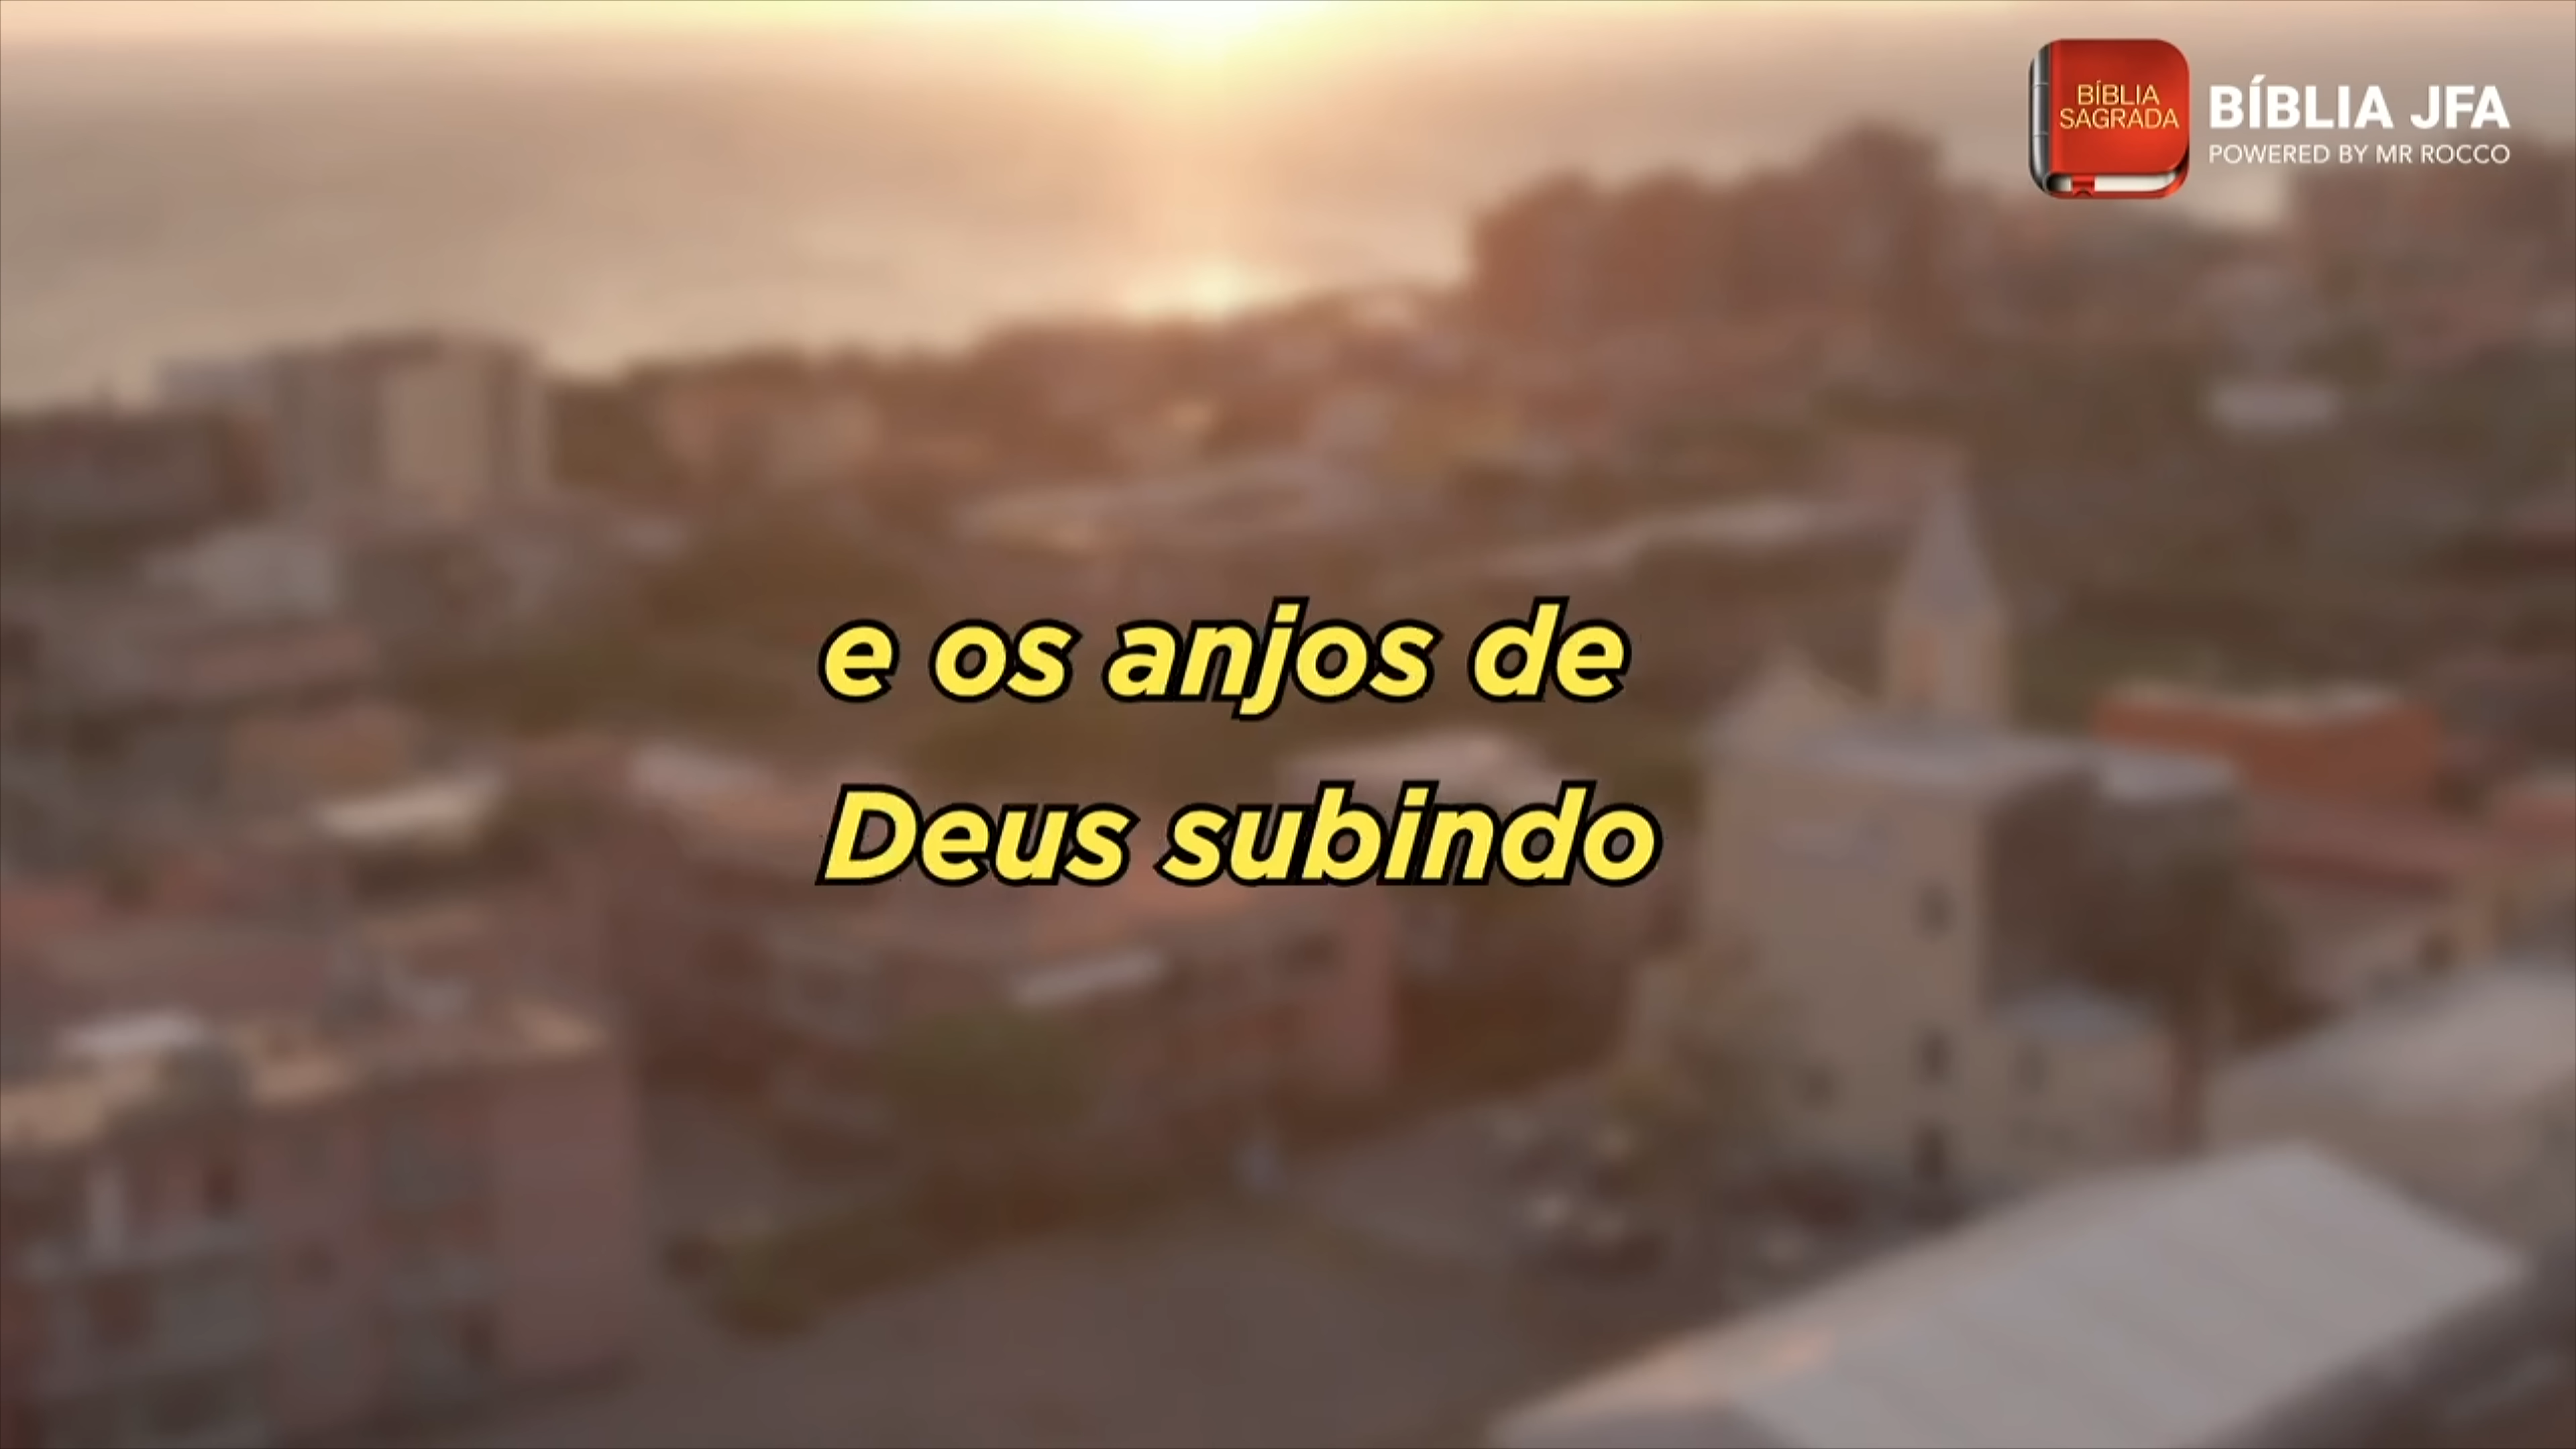 BÍBLIA
SAGRADA
BÍBLIA JFA
POWERED BY MR ROCCO
e os anjos de
Deus subindo